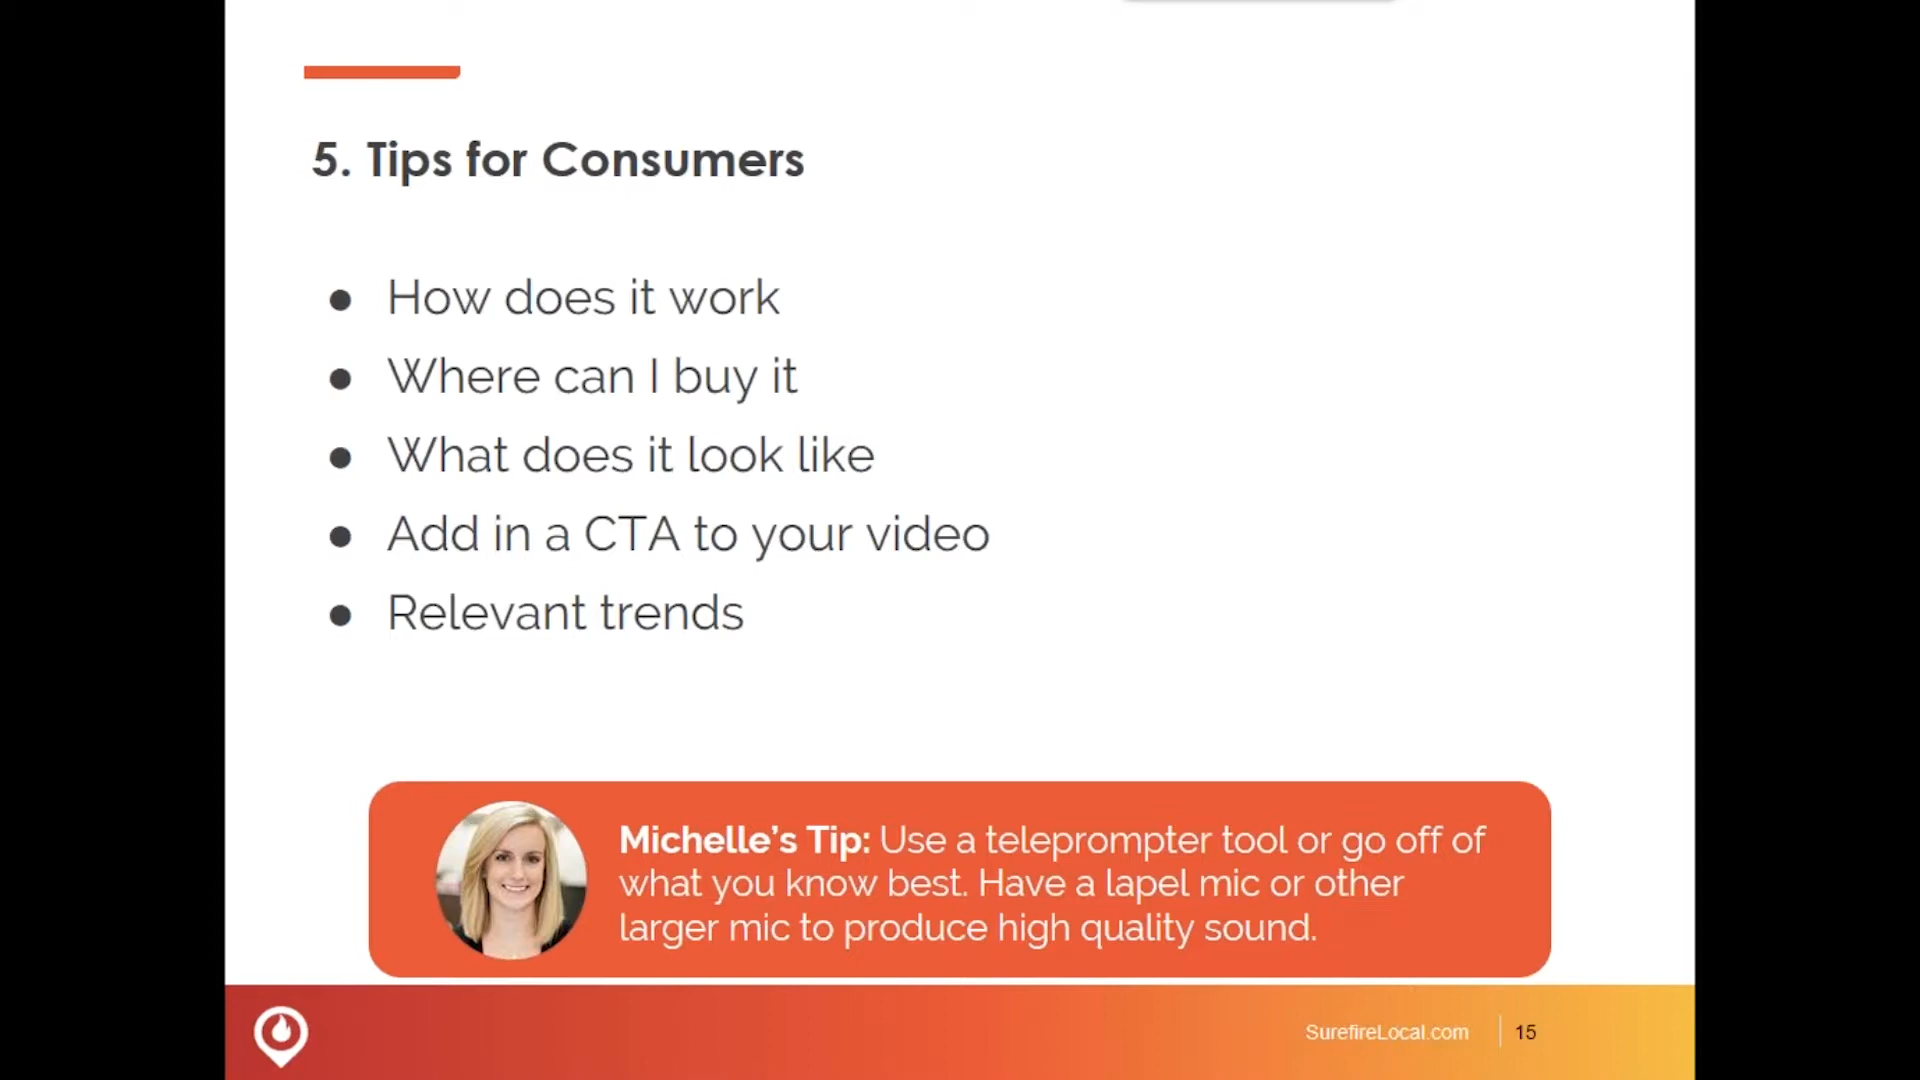 5. Tips for Consumers
● How does it work
● Where can I buy it
● What does it look like
● Add in a CTA to your video
● Relevant trends
Michelle’s Tip: Use a teleprompter tool or go off of
what you know best. Have a lapel mic or other
larger mic to produce high quality sound.
SurefireLocal.com
15